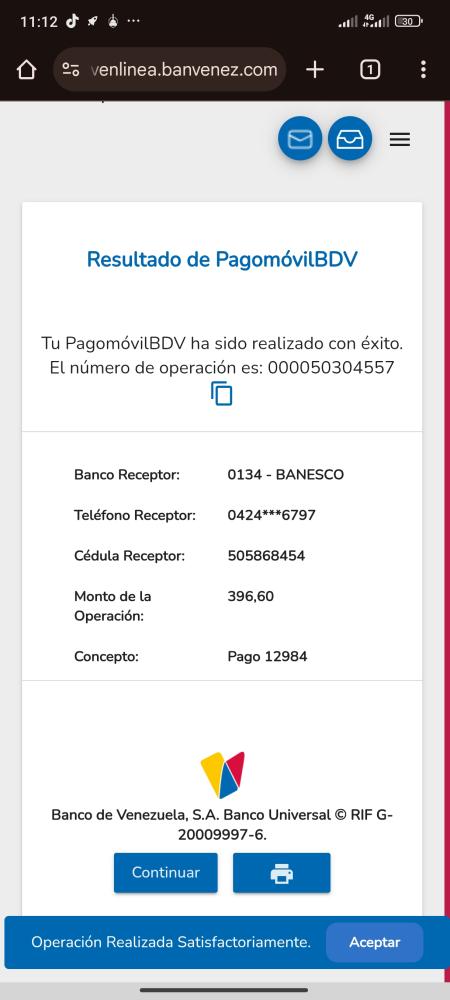 11:12
4G
30
venlinea.banvenez.com
1
Resultado de PagomóvilBDV
Tu PagomóvilBDV ha sido realizado con éxito.
El número de operación es: 000050304557
Banco Receptor: 0134 - BANESCO
Teléfono Receptor: 0424***6797
Cédula Receptor: 505868454
Monto de la 396,60
Operación:
Concepto: Pago 12984
Banco de Venezuela, S.A. Banco Universal © RIF G-
20009997-6.
Continuar
Operación Realizada Satisfactoriamente. Aceptar